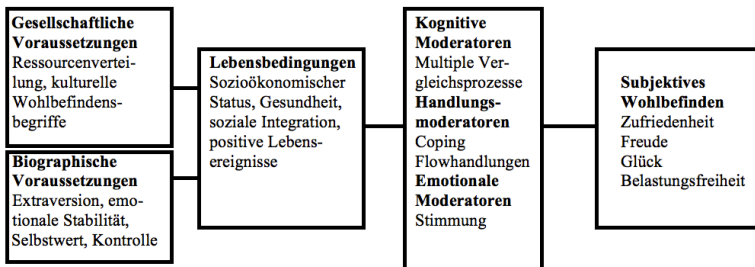 Gesellschaftliche
Voraussetzungen
Ressourcenvertei-
lung, kulturelle
Wohlbefindens-
begriffe
Biographische
Voraussetzungen
Extraversion, emo-
tionale Stabilität,
Selbstwert, Kontrolle
Lebensbedingungen
Sozioökonomischer
Status, Gesundheit,
soziale Integration,
positive Lebens-
ereignisse
Kognitive
Moderatoren
Multiple Ver-
gleichsprozesse
Handlungs-
moderatoren
Coping
Flowhandlungen
Emotionale
Moderatoren
Stimmung
Subjektives
Wohlbefinden
Zufriedenheit
Freude
Glück
Belastungsfreiheit